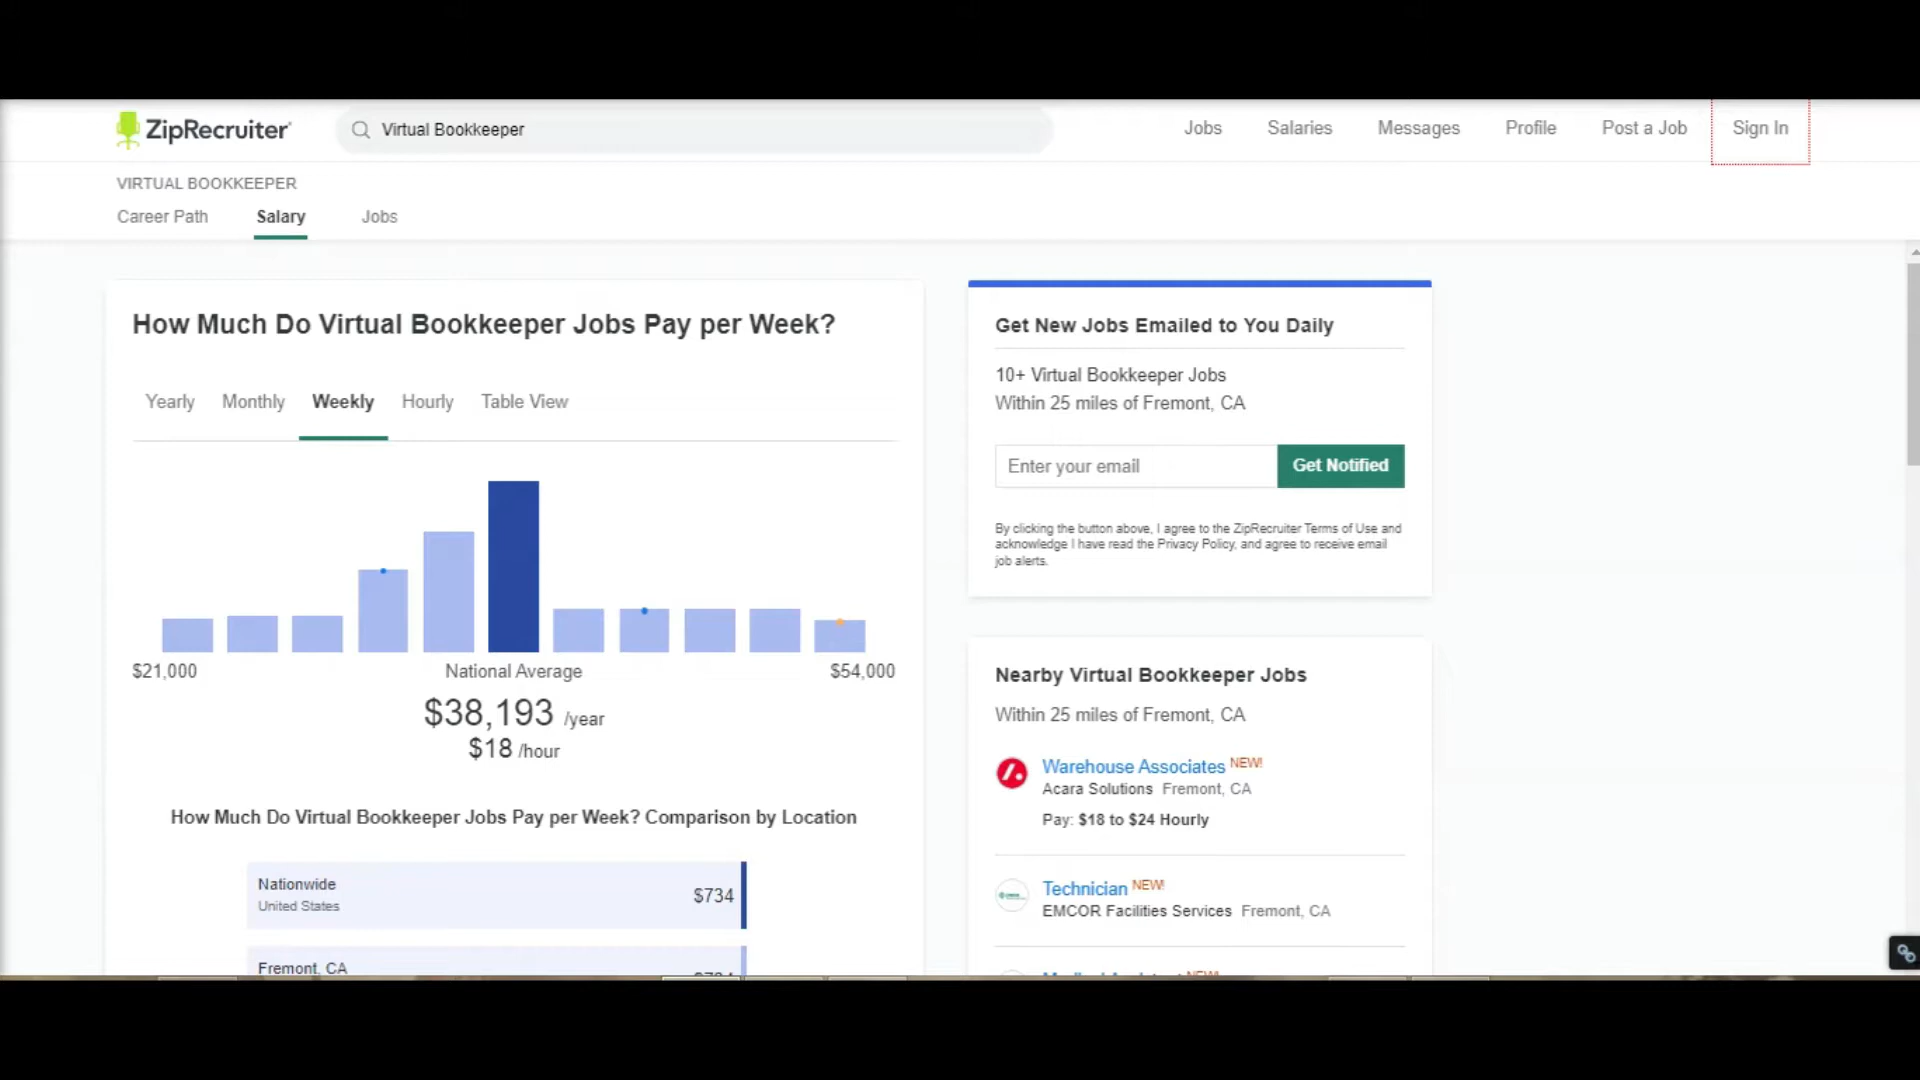 ZipRecruiter
Virtual Bookkeeper
Jobs
Salaries
Messages
Profile
Post a Job
Sign In
VIRTUAL BOOKKEEPER
Career Path
Salary
Jobs
How Much Do Virtual Bookkeeper Jobs Pay per Week?
Yearly
Monthly
Weekly
Hourly
Table View
$21,000
National Average
$54,000
$38,193 /year
$18 /hour
How Much Do Virtual Bookkeeper Jobs Pay per Week? Comparison by Location
Nationwide
United States
$734
Fremont, CA
Get New Jobs Emailed to You Daily
10+ Virtual Bookkeeper Jobs
Within 25 miles of Fremont, CA
Enter your email
Get Notified
By clicking the button above, I agree to the ZipRecruiter Terms of Use and
acknowledge I have read the Privacy Policy, and agree to receive email
job alerts.
Nearby Virtual Bookkeeper Jobs
Within 25 miles of Fremont, CA
Warehouse Associates NEW!
Acara Solutions Fremont, CA
Pay: $18 to $24 Hourly
Technician NEW!
EMCOR Facilities Services Fremont, CA
NEW!